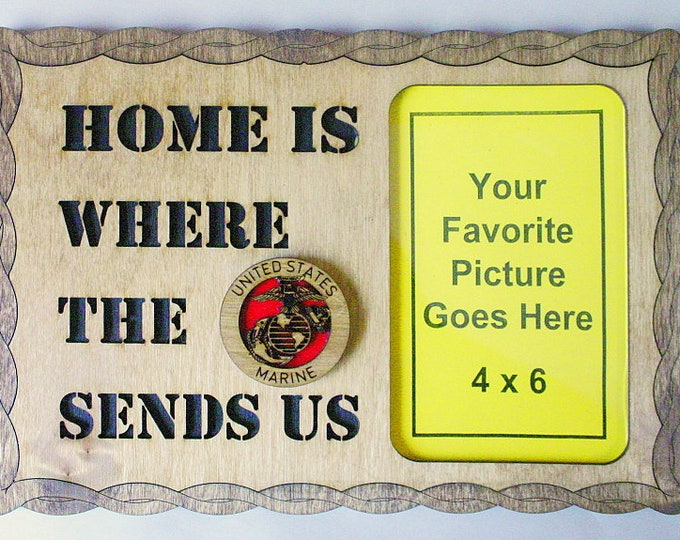 HOME IS
WHERE
THE
UNITED STATES
MARINE
SENDS US
Your
Favorite
Picture
Goes Here
4 x 6